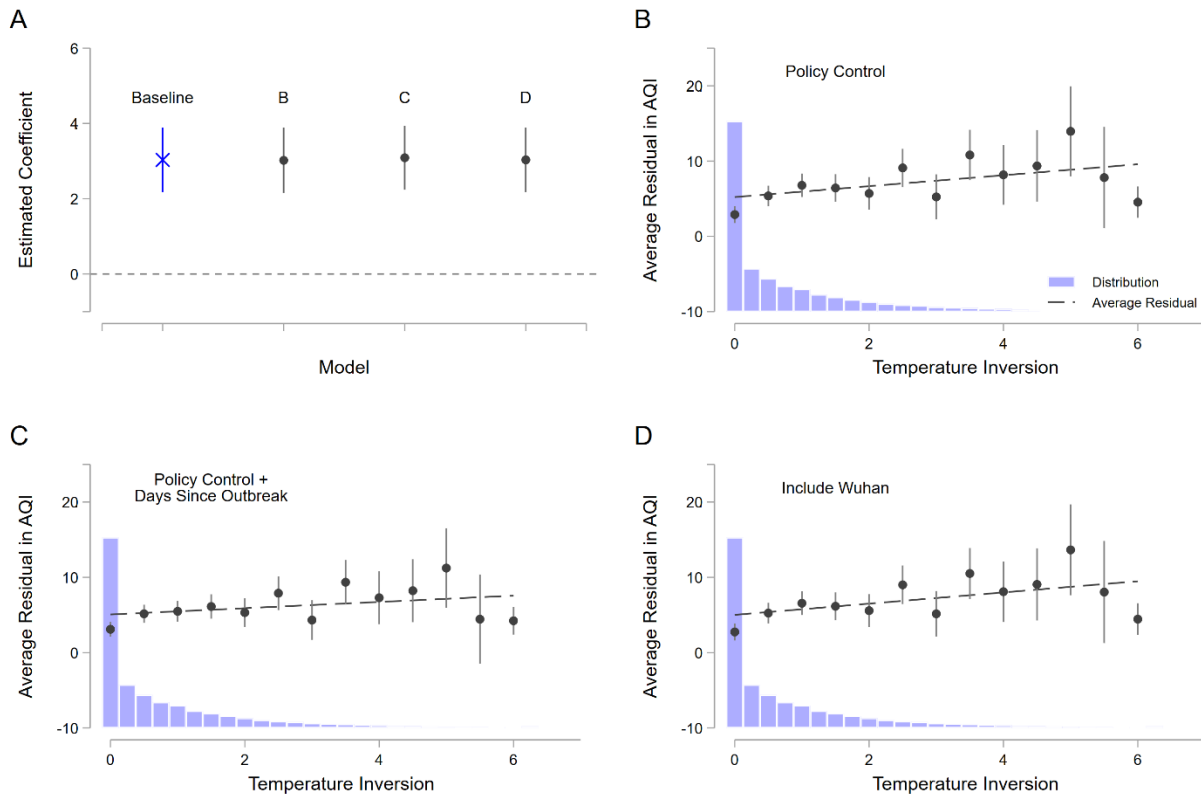 A
6
4
2
0
Estimated Coefficient
Baseline
B
C
D
Model
B
20
10
0
-10
Average Residual in AQI
Policy Control
Distribution
Average Residual
0
2
4
6
Temperature Inversion
C
20
10
0
-10
Average Residual in AQI
Policy Control +
Days Since Outbreak
0
2
4
6
Temperature Inversion
D
20
10
0
-10
Average Residual in AQI
Include Wuhan
0
2
4
6
Temperature Inversion